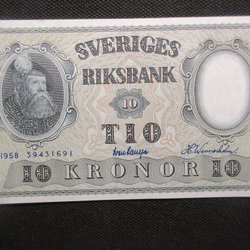 SVERIGES
RIKSBANK
10
TIO
1958 39431691
10 KRONOR 10